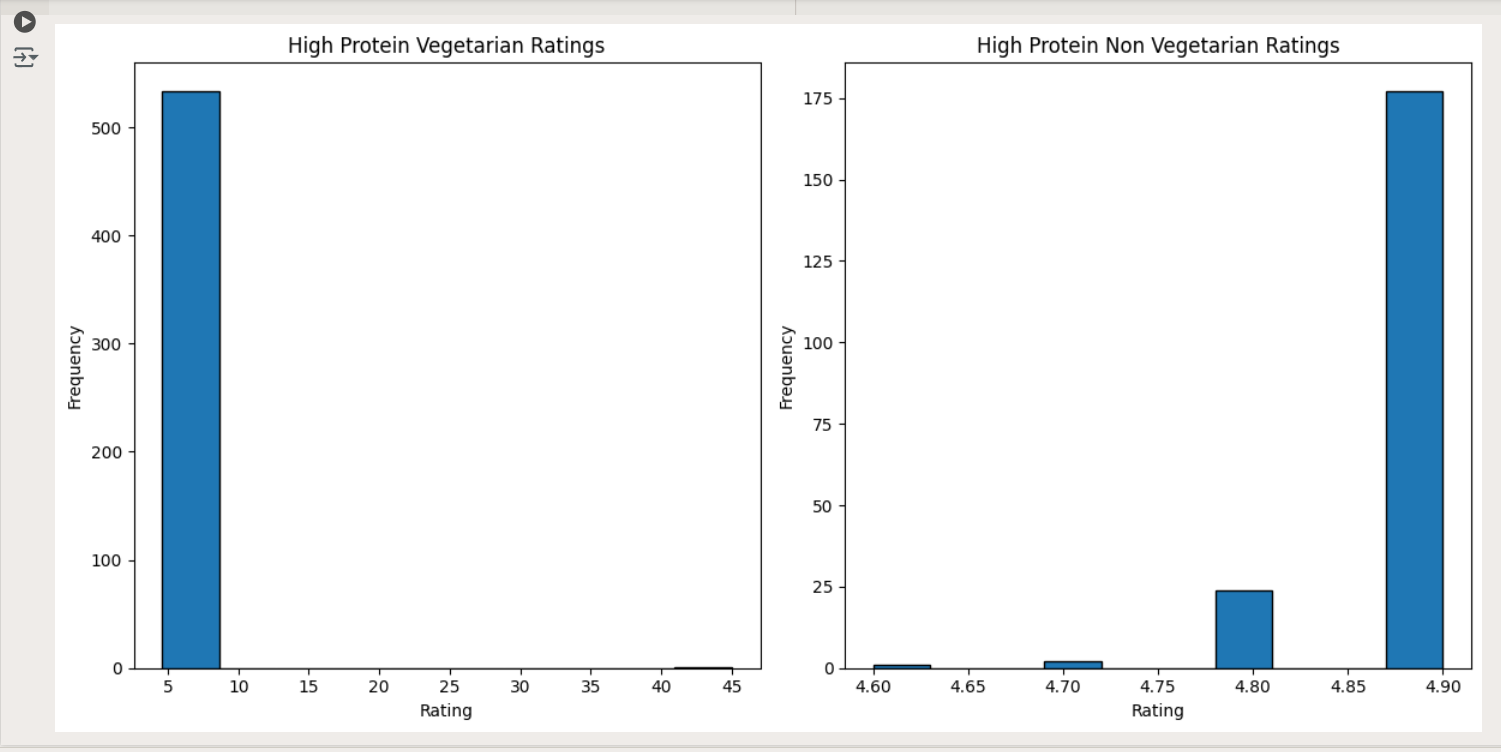 High Protein Vegetarian Ratings
500
400
300
200
100
0
Frequency
5 10 15 20 25 30 35 40 45
Rating
High Protein Non Vegetarian Ratings
175
150
125
100
75
50
25
0
Frequency
4.60 4.65 4.70 4.75 4.80 4.85 4.90
Rating